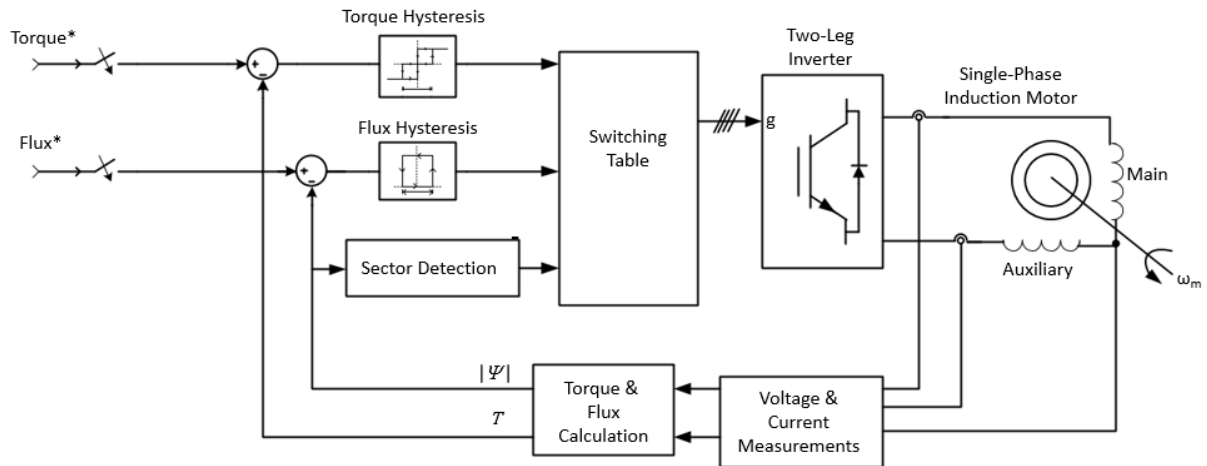 Torque Hysteresis
Torque*
Two-Leg
Inverter
Single-Phase
Induction Motor
Flux Hysteresis
Flux*
Switching
Table
g
Main
Sector Detection
Auxiliary
ωm
|Ψ|
T
Torque &
Flux
Calculation
Voltage &
Current
Measurements
+
-
+
-